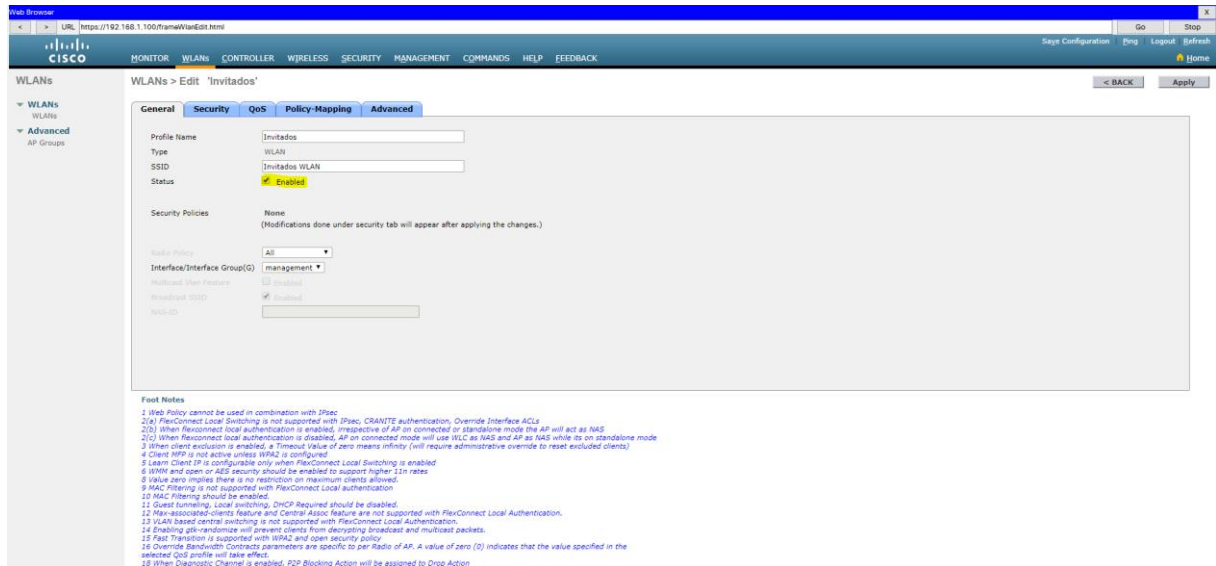 Web Browser X
< > URL https://192.168.1.100/frameWlanEdit.html Go Stop
Save Configuration Ping Logout Refresh
CISCO MONITOR WLANs CONTROLLER WIRELESS SECURITY MANAGEMENT COMMANDS HELP FEEDBACK Home
WLANs
WLANs
WLANs
Advanced
AP Groups
WLANs > Edit 'Invitados' < BACK Apply
General Security QoS Policy-Mapping Advanced
Profile Name Invitados
Type WLAN
SSID Invitados WLAN
Status Enabled
Security Policies None
(Modifications done under security tab will appear after applying the changes.)
Radio Policy All
Interface/Interface Group(G) management
Multicast Vlan Feature Enabled
Broadcast SSID Enabled
NAS-ID
Foot Notes
1 Web Policy cannot be used in combination with IPsec
2(a) FlexConnect Local Switching is not supported with IPsec, CRANITE authentication, Override Interface ACLs
2(b) When flexconnect local authentication is enabled, irrespective of AP on connected or standalone mode the AP will act as NAS
2(c) When flexconnect local authentication is disabled, AP on connected mode will use WLC as NAS and AP as NAS while its on standalone mode
3 When client exclusion is enabled, a Timeout Value of zero means infinity (will require administrative override to reset excluded clients)
4 Client MFP is not active unless WPA2 is configured
5 Learn Client IP is configurable only when FlexConnect Local Switching is enabled
6 WMM and open or AES security should be enabled to support higher 11n rates
8 Value zero implies there is no restriction on maximum clients allowed.
9 MAC Filtering is not supported with FlexConnect Local authentication
10 MAC Filtering should be enabled.
11 Guest tunneling, Local switching, DHCP Required should be disabled.
12 Max-associated-clients feature and Central Assoc feature are not supported with FlexConnect Local Authentication.
13 VLAN based central switching is not supported with FlexConnect Local Authentication.
14 Enabling gtk-randomize will prevent clients from decrypting broadcast and multicast packets.
15 Fast Transition is supported with WPA2 and open security policy
16 Override Bandwidth Contracts parameters are specific to per Radio of AP. A value of zero (0) indicates that the value specified in the
selected QoS profile will take effect.
18 When Diagnostic Channel is enabled, P2P Blocking Action will be assigned to Drop Action